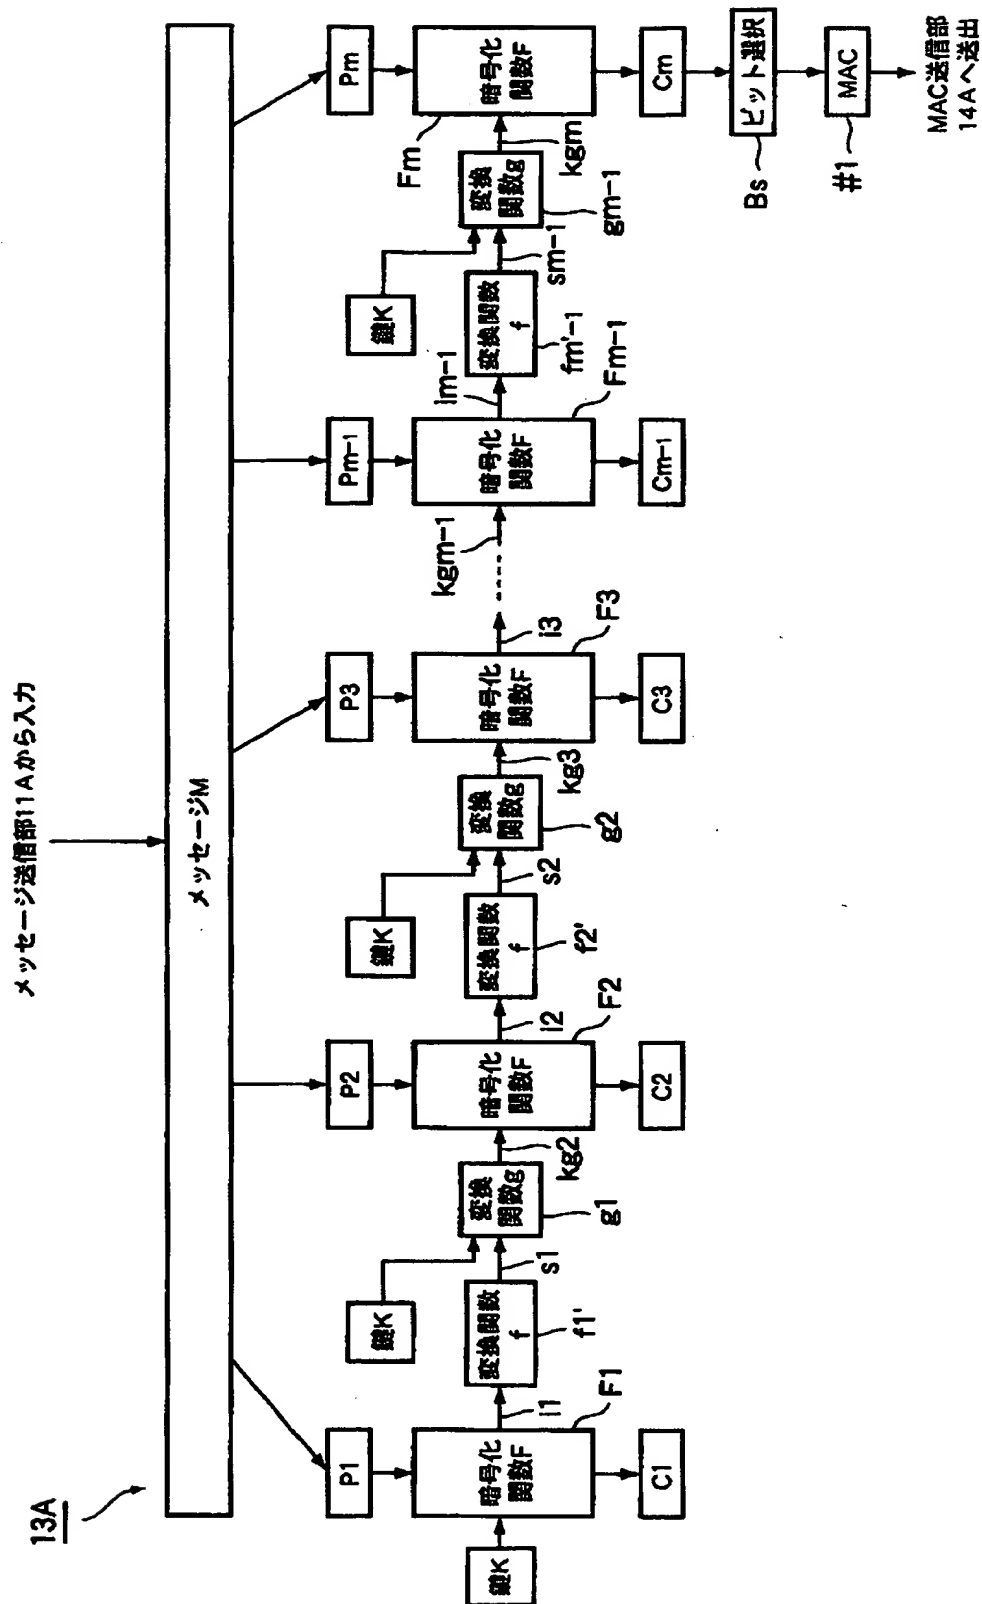 13A
メッセージ送信部11Aから入力
メッセージM
P1
P2
P3
Pm-1
Pm
鍵K
暗号化
関数F
F1
i1
変換関数
f
f1'
s1
鍵K
変換
関数g
g1
kg2
暗号化
関数F
F2
i2
変換関数
f
f2'
s2
鍵K
変換
関数g
g2
kg3
暗号化
関数F
F3
i3
kgm-1
暗号化
関数F
Fm-1
im-1
変換関数
f
fm'-1
sm-1
鍵K
変換
関数g
gm-1
kgm
暗号化
関数F
Fm
C1
C2
C3
Cm-1
Cm
ビット選択
Bs
MAC
#1
MAC送信部
14Aへ送出